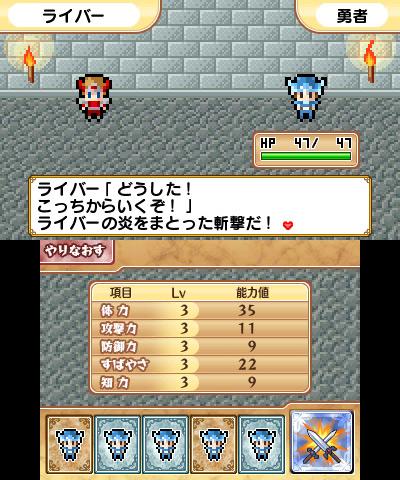 ライバー
勇者
HP 47/ 47
ライバー「どうした！
こっちからいくぞ！」
ライバーの炎をまとった斬撃だ！
やりなおす
項目 Lv 能力値
体力 3 35
攻撃力 3 11
防御力 3 9
すばやさ 3 22
知力 3 9